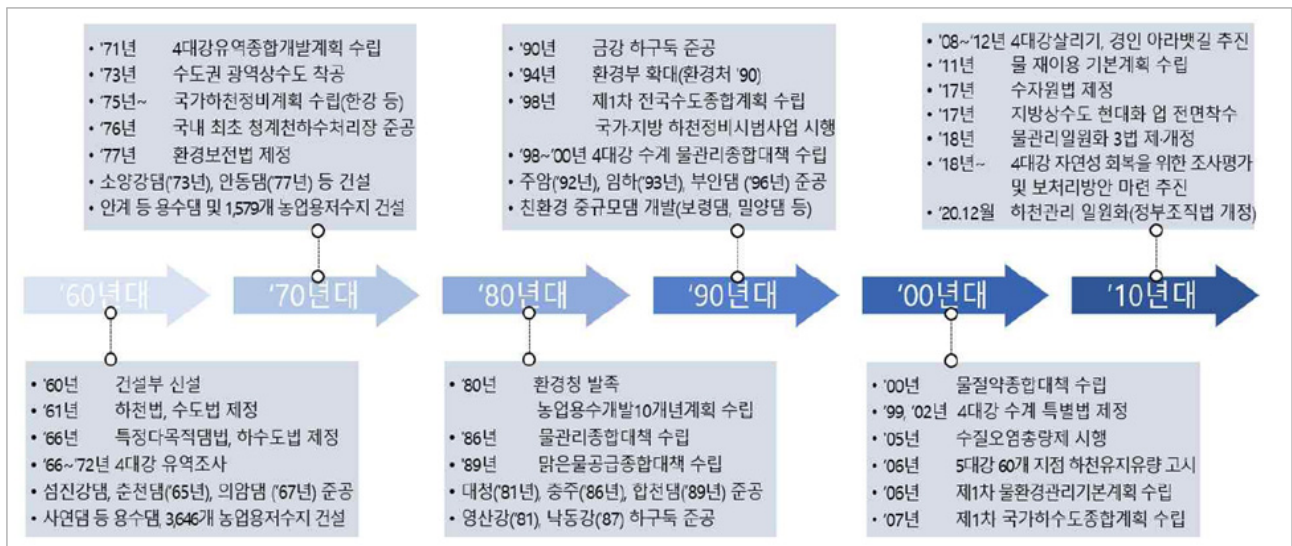 • '71년 4대강유역종합개발계획 수립
• '73년 수도권 광역상수도 착공
• '75년~ 국가하천정비계획 수립(한강 등)
• '76년 국내 최초 청계천하수처리장 준공
• '77년 환경보전법 제정
• 소양강댐('73년), 안동댐('77년) 등 건설
• 안계 등 용수댐 및 1,579개 농업용저수지 건설
• '90년 금강 하구둑 준공
• '94년 환경부 확대(환경처 '90)
• '98년 제1차 전국수도종합계획 수립
국가·지방 하천정비시범사업 시행
• '98~'00년 4대강 수계 물관리종합대책 수립
• 주암('92년), 임하('93년), 부안댐 ('96년) 준공
• 친환경 중규모댐 개발(보령댐, 밀양댐 등)
• '08~'12년 4대강살리기, 경인 아라뱃길 추진
• '11년 물 재이용 기본계획 수립
• '17년 수자원법 제정
• '17년 지방상수도 현대화 업 전면착수
• '18년 물관리일원화 3법 제·개정
• '18년~ 4대강 자연성 회복을 위한 조사평가
및 보처리방안 마련 추진
• '20.12월 하천관리 일원화(정부조직법 개정)
'60년대
'70년대
'80년대
'90년대
'00년대
'10년대
• '60년 건설부 신설
• '61년 하천법, 수도법 제정
• '66년 특정다목적댐법, 하수도법 제정
• '66~'72년 4대강 유역조사
• 섬진강댐, 춘천댐('65년), 의암댐 ('67년) 준공
• 사연댐 등 용수댐, 3,646개 농업용저수지 건설
• '80년 환경청 발족
농업용수개발10개년계획 수립
• '86년 물관리종합대책 수립
• '89년 맑은물공급종합대책 수립
• 대청('81년), 충주('86년), 합천댐('89년) 준공
• 영산강('81), 낙동강('87) 하구둑 준공
• '00년 물절약종합대책 수립
• '99, '02년 4대강 수계 특별법 제정
• '05년 수질오염총량제 시행
• '06년 5대강 60개 지점 하천유지유량 고시
• '06년 제1차 물환경관리기본계획 수립
• '07년 제1차 국가하수도종합계획 수립